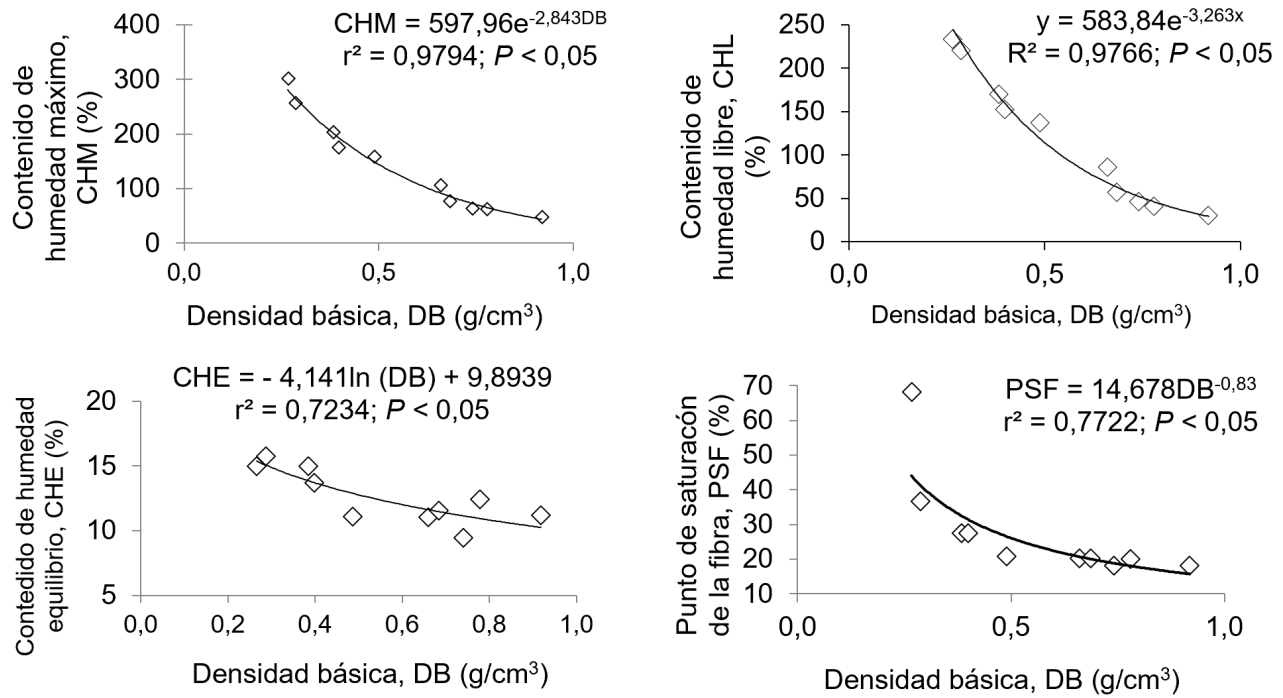 CHM = 597,96e-2,843DB
r² = 0,9794; P < 0,05
Contenido de
humedad máximo,
CHM (%)
400
300
200
100
0
0,0 0,5 1,0
Densidad básica, DB (g/cm3)
y = 583,84e-3,263x
R² = 0,9766; P < 0,05
Contenido de
humedad libre, CHL
(%)
250
200
150
100
50
0
0,0 0,5 1,0
Densidad básica, DB (g/cm3)
CHE = - 4,141ln (DB) + 9,8939
r² = 0,7234; P < 0,05
Contedido de humedad
equilibrio, CHE (%)
20
15
10
5
0,0 0,2 0,4 0,6 0,8 1,0
Densidad básica, DB (g/cm3)
PSF = 14,678DB-0,83
r² = 0,7722; P < 0,05
Punto de saturacón
de la fibra, PSF (%)
70
60
50
40
30
20
10
0,0 0,5 1,0
Densidad básica, DB (g/cm3)